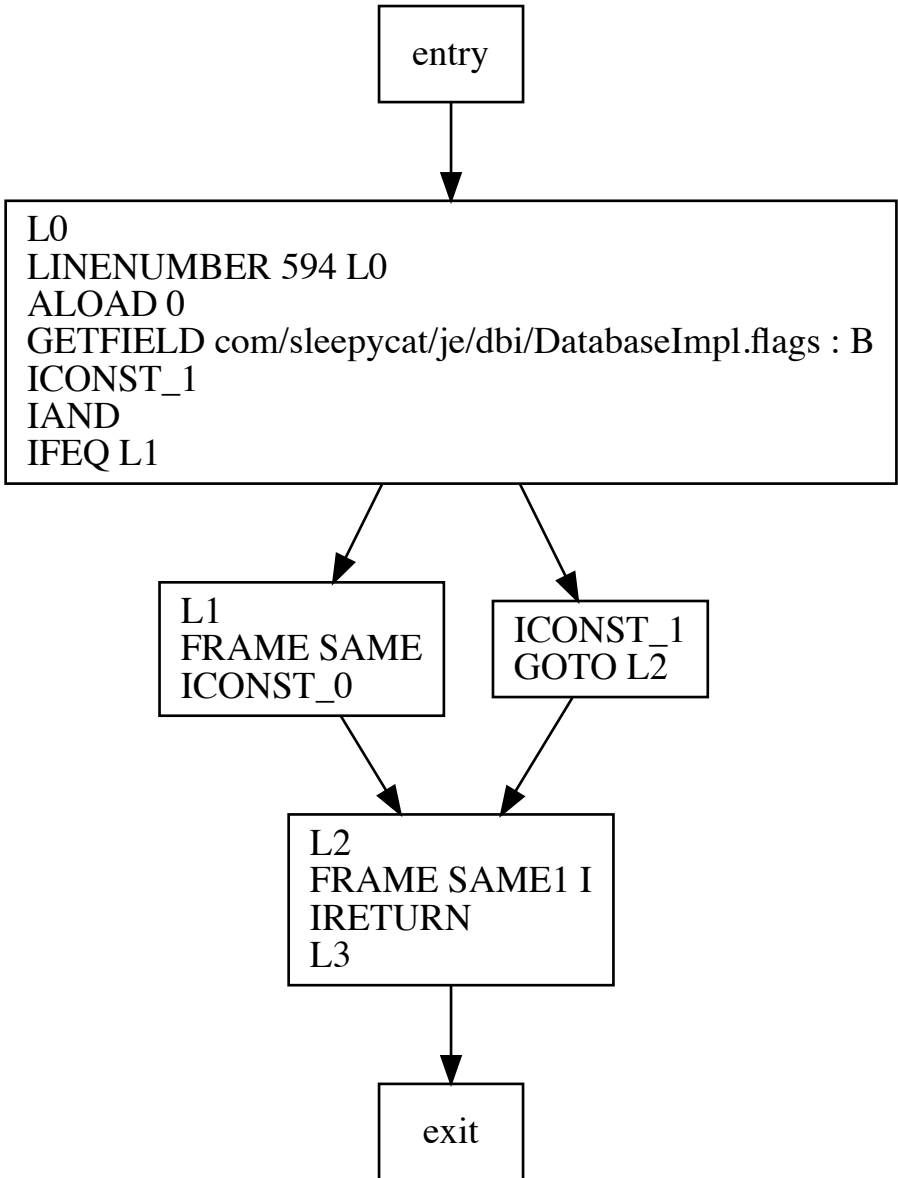 entry
L0
LINENUMBER 594 L0
ALOAD 0
GETFIELD com/sleepycat/je/dbi/DatabaseImpl.flags : B
ICONST_1
IAND
IFEQ L1
L1
FRAME SAME
ICONST_0
ICONST_1
GOTO L2
L2
FRAME SAME1 I
IRETURN
L3
exit